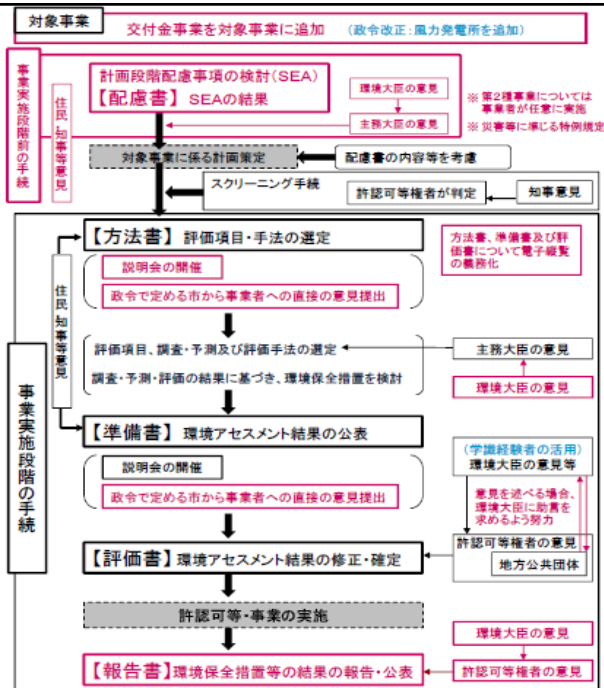 対象事業
交付金事業を対象事業に追加
(政令改正:風力発電所を追加)
事業実施段階前の手続
住民・知事等意見
計画段階配慮事項の検討(SEA)
【配慮書】 SEAの結果
環境大臣の意見
主務大臣の意見
※ 第2種事業については
事業者が任意に実施
※ 災害等に準じる特例規定
対象事業に係る計画策定
配慮書の内容等を考慮
スクリーニング手続
許認可等権者が判定
知事意見
事業実施段階の手続
住民・知事等意見
【方法書】 評価項目・手法の選定
説明会の開催
政令で定める市から事業者への直接の意見提出
方法書、準備書及び評
価書について電子縦覧
の義務化
評価項目、調査・予測及び評価手法の選定
調査・予測・評価の結果に基づき、環境保全措置を検討
主務大臣の意見
環境大臣の意見
【準備書】 環境アセスメント結果の公表
説明会の開催
政令で定める市から事業者への直接の意見提出
(学識経験者の活用)
環境大臣の意見等
意見を述べる場合、
環境大臣に助言を
求めるよう努力
許認可等権者の意見
地方公共団体
【評価書】 環境アセスメント結果の修正・確定
許認可等・事業の実施
【報告書】環境保全措置等の結果の報告・公表
環境大臣の意見
許認可等権者の意見